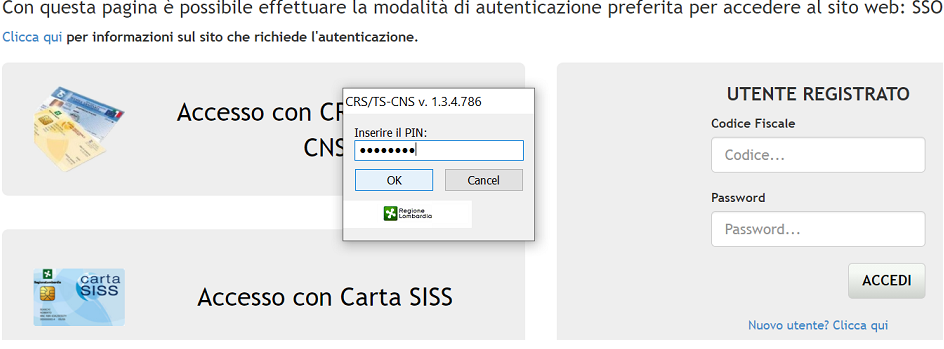 Con questa pagina è possibile effettuare la modalità di autenticazione preferita per accedere al sito web: SSO
Clicca qui per informazioni sul sito che richiede l'autenticazione.
Accesso con CR
CNS
CRS/TS-CNS v. 1.3.4.786
Inserire il PIN:
OK Cancel
Regione
Lombardia
carta
SISS
Accesso con Carta SISS
UTENTE REGISTRATO
Codice Fiscale
Codice...
Password
Password...
ACCEDI
Nuovo utente? Clicca qui